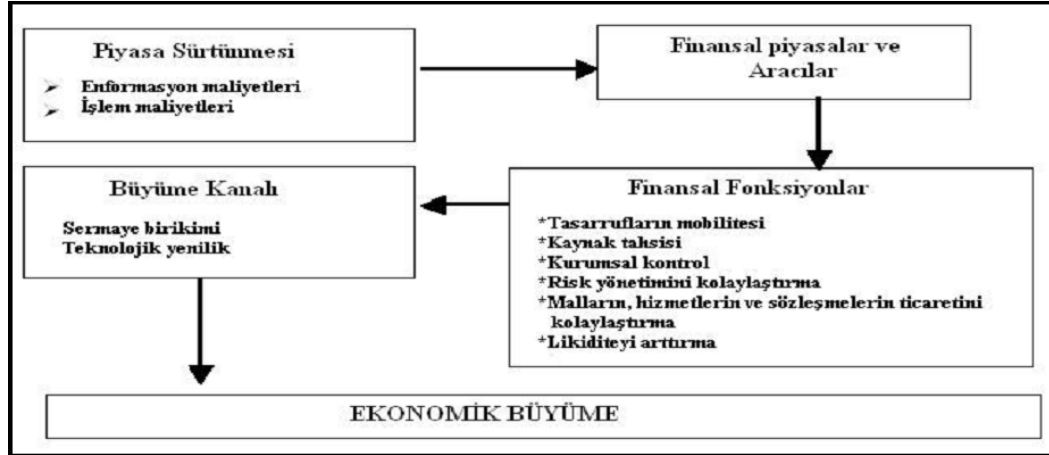 Piyasa Sürtünmesi
➢ Enformasyon maliyetleri
➢ İşlem maliyetleri
Finansal piyasalar ve
Aracılar
Finansal Fonksiyonlar
*Tasarrufların mobilitesi
*Kaynak tahsisi
*Kurumsal kontrol
*Risk yönetimini kolaylaştırma
*Malların, hizmetlerin ve sözleşmelerin ticaretini
kolaylaştırma
*Likiditeyi arttırma
Büyüme Kanalı
Sermaye birikimi
Teknolojik yenilik
EKONOMİK BÜYÜME